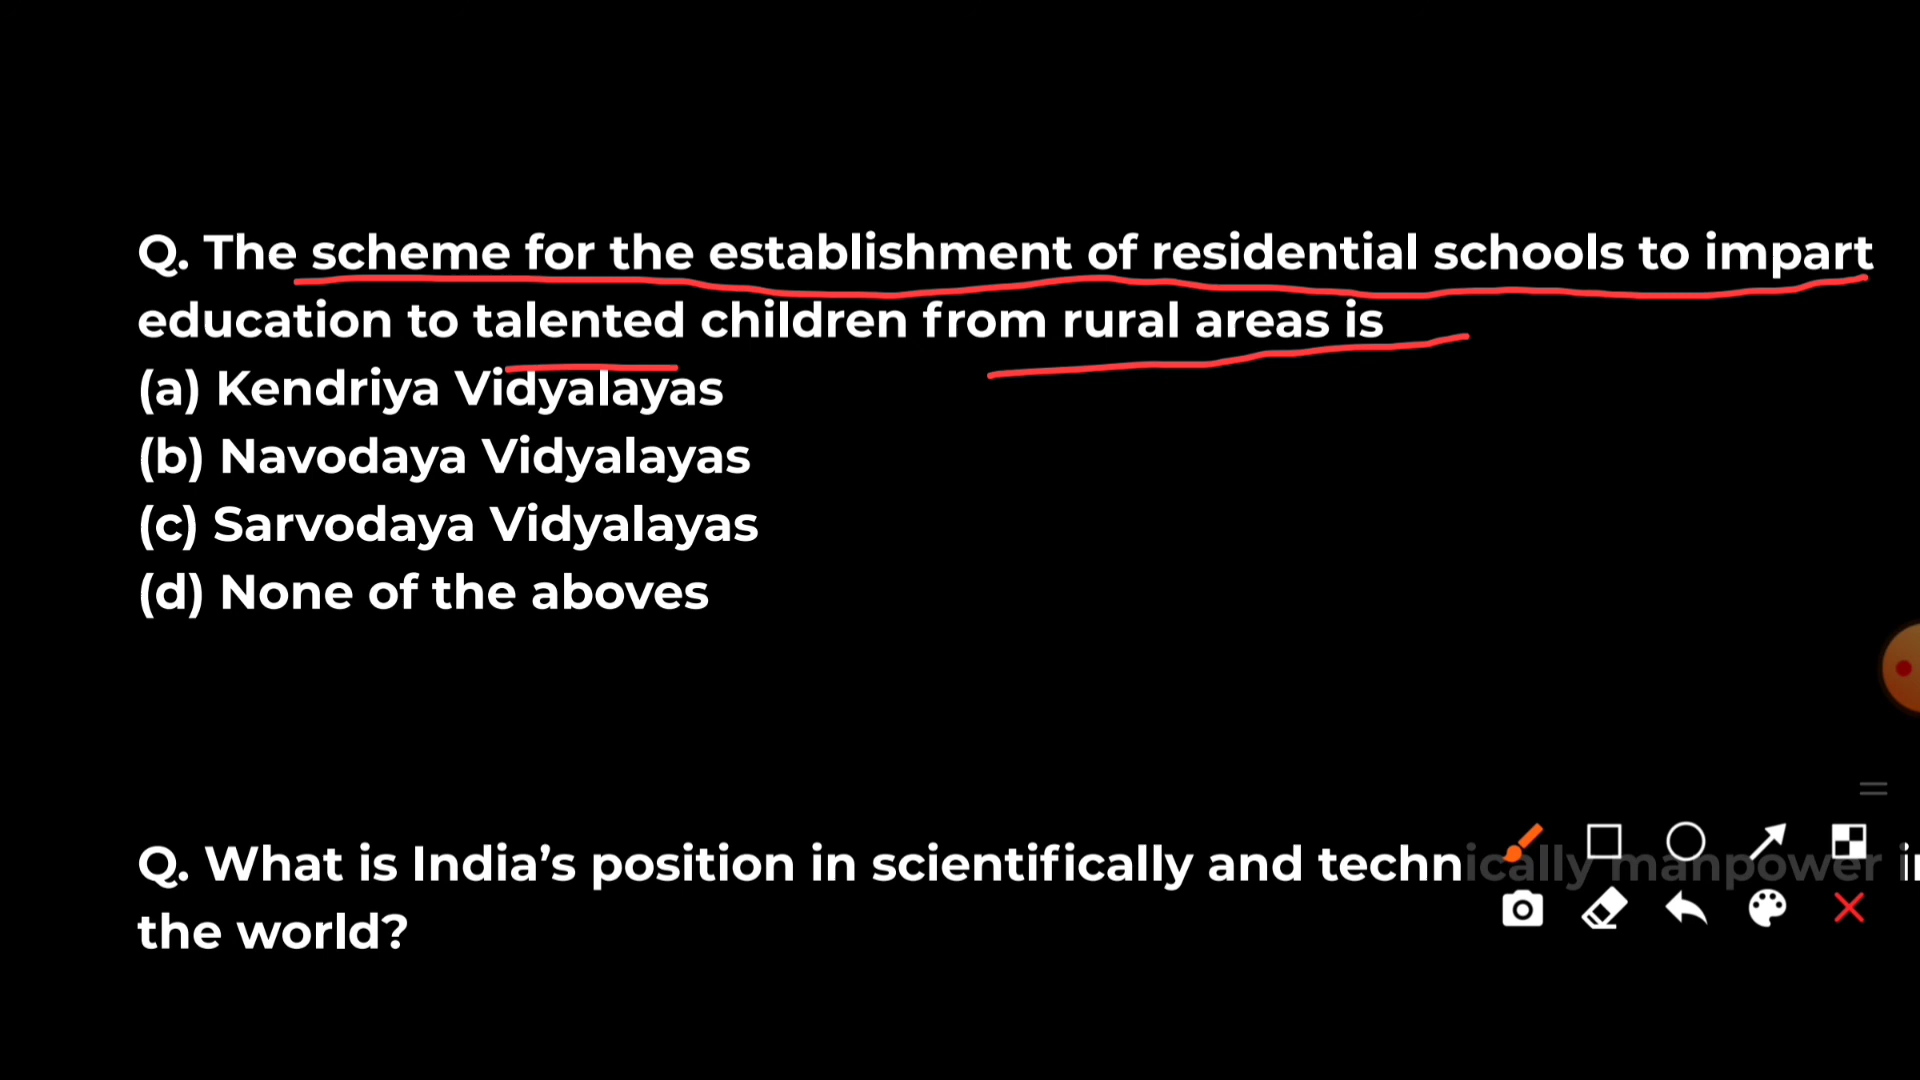 Q. The scheme for the establishment of residential schools to impart
education to talented children from rural areas is
(a) Kendriya Vidyalayas
(b) Navodaya Vidyalayas
(c) Sarvodaya Vidyalayas
(d) None of the aboves
Q. What is India’s position in scientifically and technically manpower
the world?